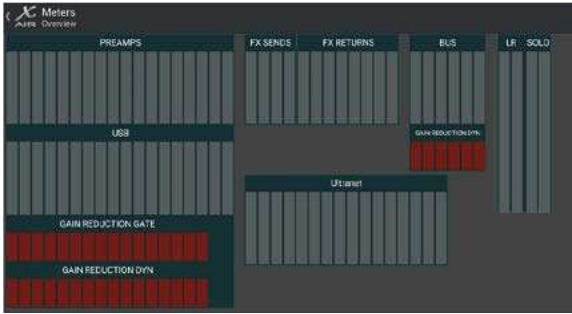 X AIR
Meters
Overview
PREAMPS
FX SENDS
FX RETURNS
BUS
LR
SOLO
USB
GAIN REDUCTION DYN
Ultranet
GAIN REDUCTION GATE
GAIN REDUCTION DYN